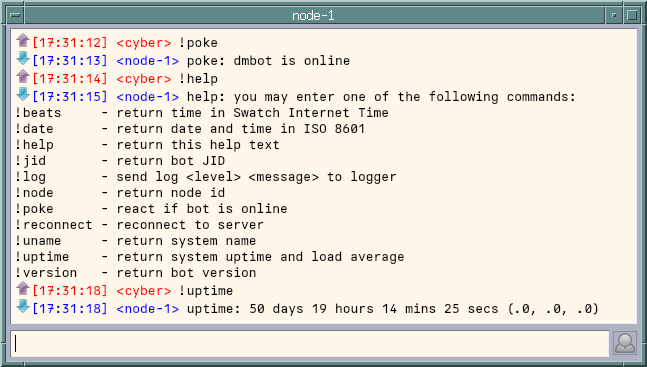 node-1
[17:31:12] <cyber> !poke
[17:31:13] <node-1> poke: dmbot is online
[17:31:14] <cyber> !help
[17:31:15] <node-1> help: you may enter one of the following commands:
!beats     - return time in Swatch Internet Time
!date      - return date and time in ISO 8601
!help      - return this help text
!jid       - return bot JID
!log       - send log <level> <message> to logger
!node      - return node id
!poke      - react if bot is online
!reconnect - reconnect to server
!uname     - return system name
!uptime    - return system uptime and load average
!version   - return bot version
[17:31:18] <cyber> !uptime
[17:31:18] <node-1> uptime: 50 days 19 hours 14 mins 25 secs (.0, .0, .0)